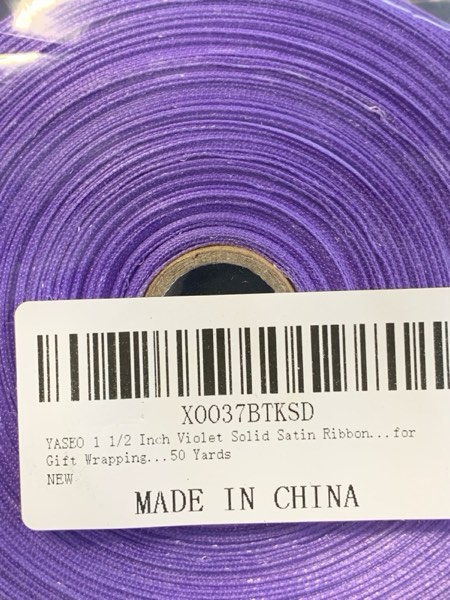 X0037BTKSD
YASEO 1 1/2 Inch Violet Solid Satin Ribbon...for
Gift Wrapping...50 Yards
NEW
MADE IN CHINA